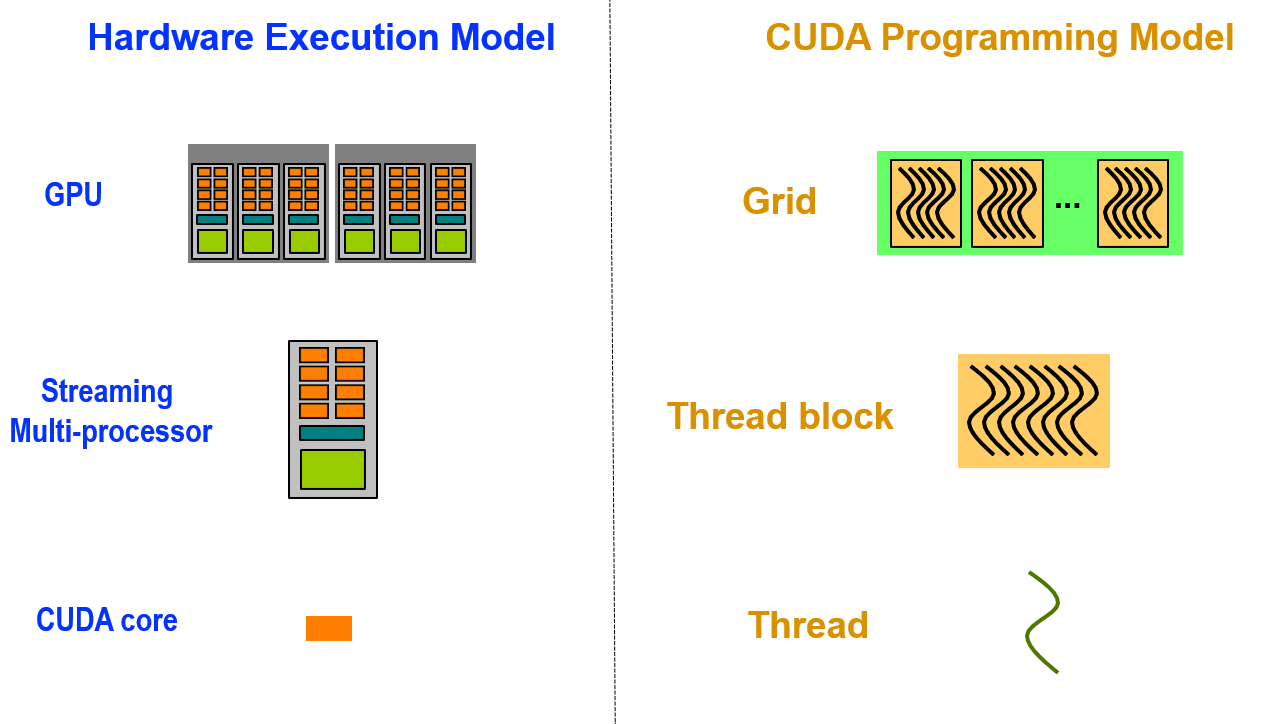 Hardware Execution Model
CUDA Programming Model
GPU
Grid
...
Streaming
Multi-processor
Thread block
CUDA core
Thread